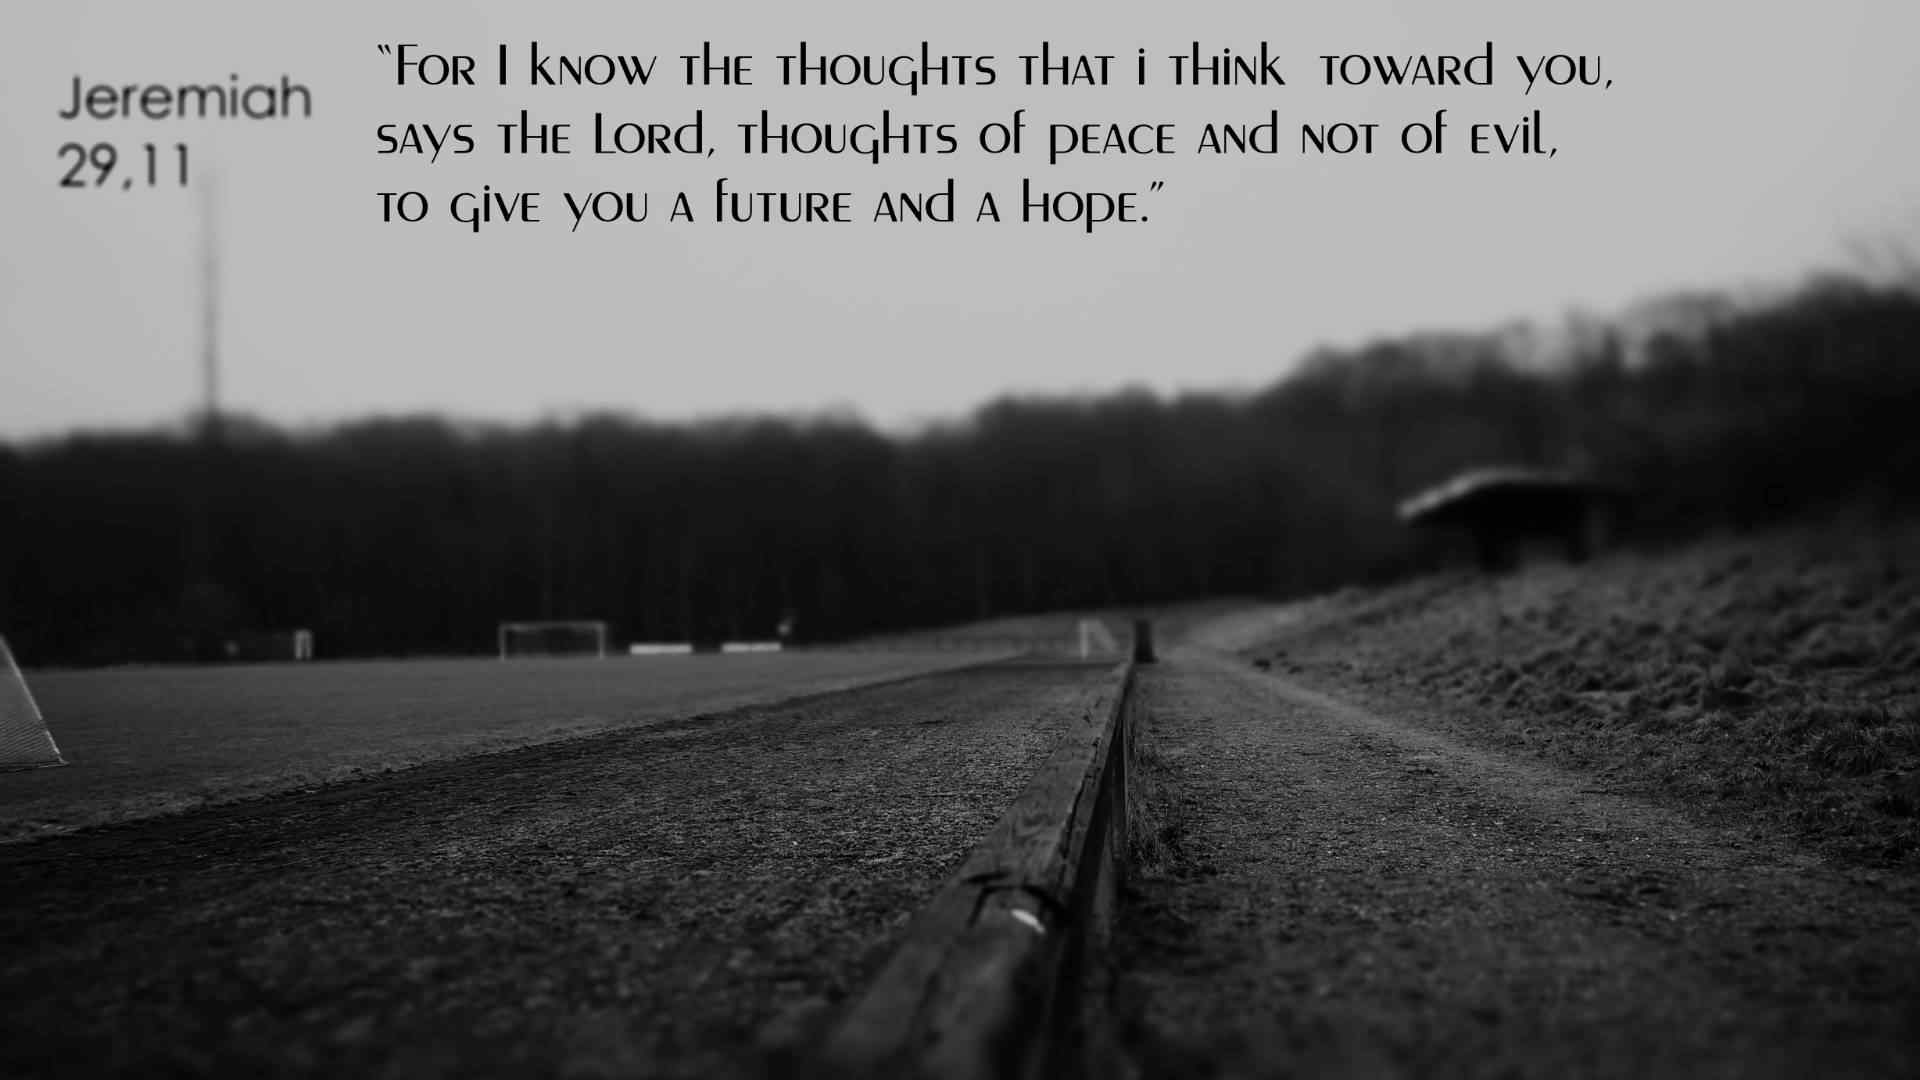 Jeremiah
29,11
“For I know the thoughts that i think toward you,
says the Lord, thoughts of peace and not of evil,
to give you a future and a hope.”